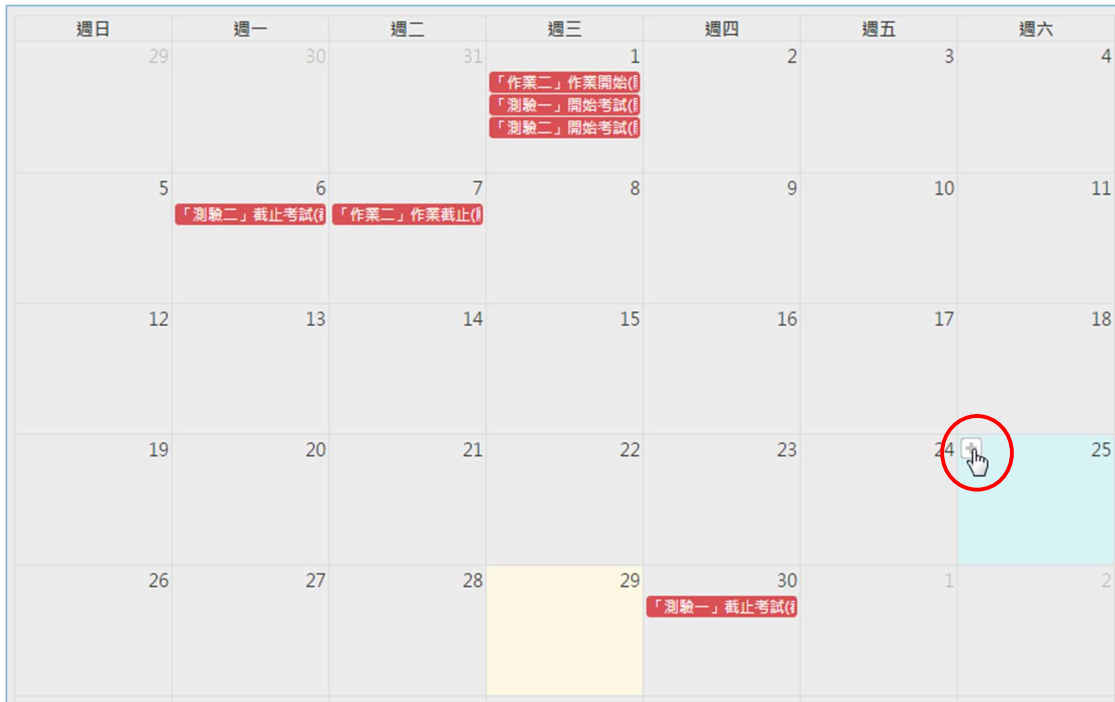 週日 週一 週二 週三 週四 週五 週六
29 30 31 1 2 3 4
「作業二」作業開始(
「測驗一」開始考試(
「測驗二」開始考試(
5 6 7 8 9 10 11
「測驗二」截止考試( 「作業二」作業截止(
12 13 14 15 16 17 18
19 20 21 22 23 24 25
26 27 28 29 30 1 2
「測驗一」截止考試(